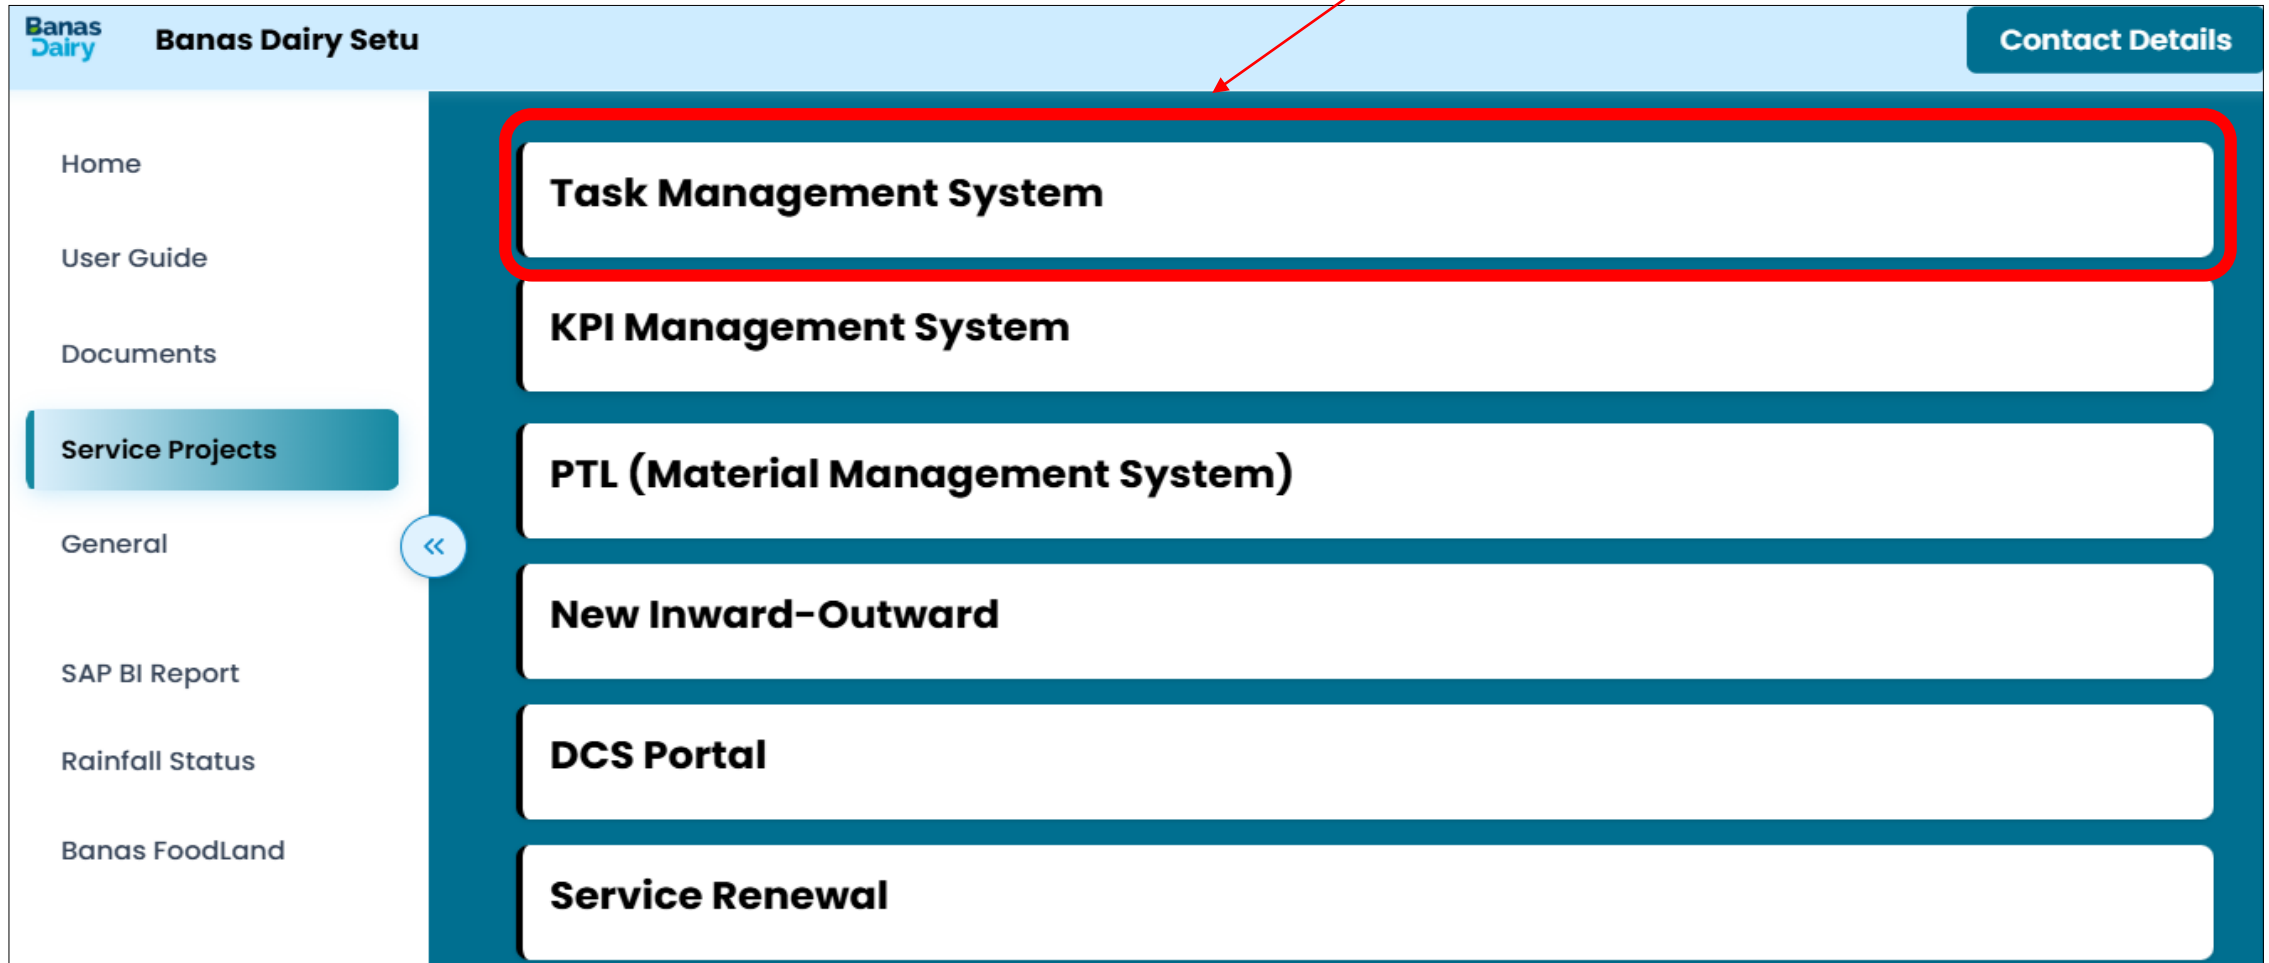 Banas
Dairy
Banas Dairy Setu
Contact Details
Home
User Guide
Documents
Service Projects
General
SAP BI Report
Rainfall Status
Banas FoodLand
Task Management System
KPI Management System
PTL (Material Management System)
New Inward-Outward
DCS Portal
Service Renewal